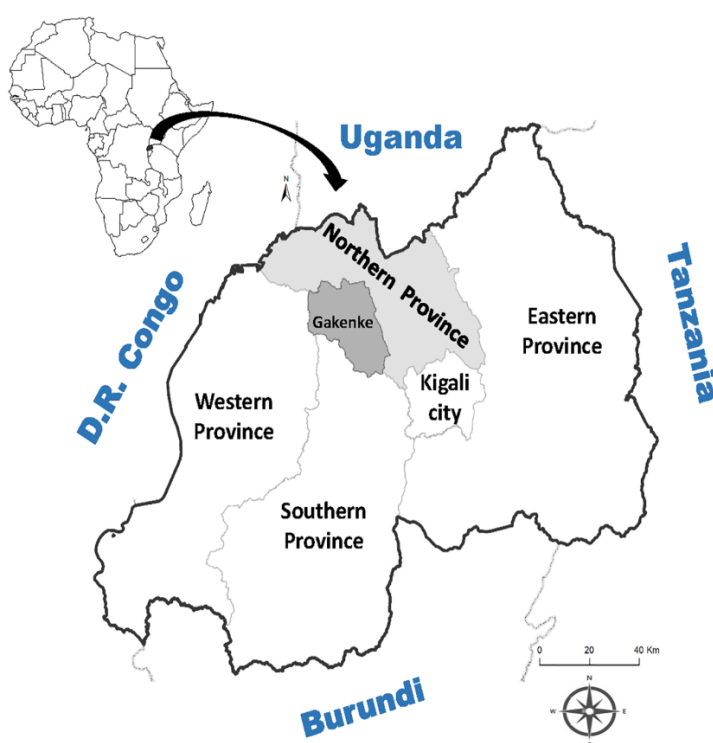 Uganda
N
Northern Province
D.R. Congo
Tanzania
Gakenke
Eastern
Province
Kigali
city
Western
Province
Southern
Province
Burundi
0 20 40 Km
N
W E
S